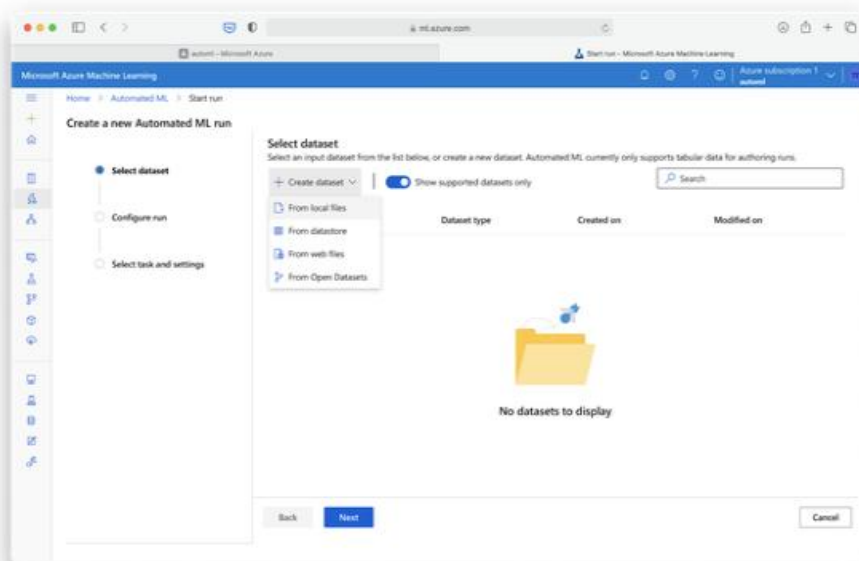 ml.azure.com
automl – Microsoft Azure
Start run – Microsoft Azure Machine Learning
Microsoft Azure Machine Learning
Azure subscription 1
automl
Home > Automated ML > Start run
Create a new Automated ML run
Select dataset
Configure run
Select task and settings
Select dataset
Select an input dataset from the list below, or create a new dataset. Automated ML currently only supports tabular data for authoring runs.
+ Create dataset
Show supported datasets only
Search
From local files
From datastore
From web files
From Open Datasets
Dataset type
Created on
Modified on
No datasets to display
Back
Next
Cancel